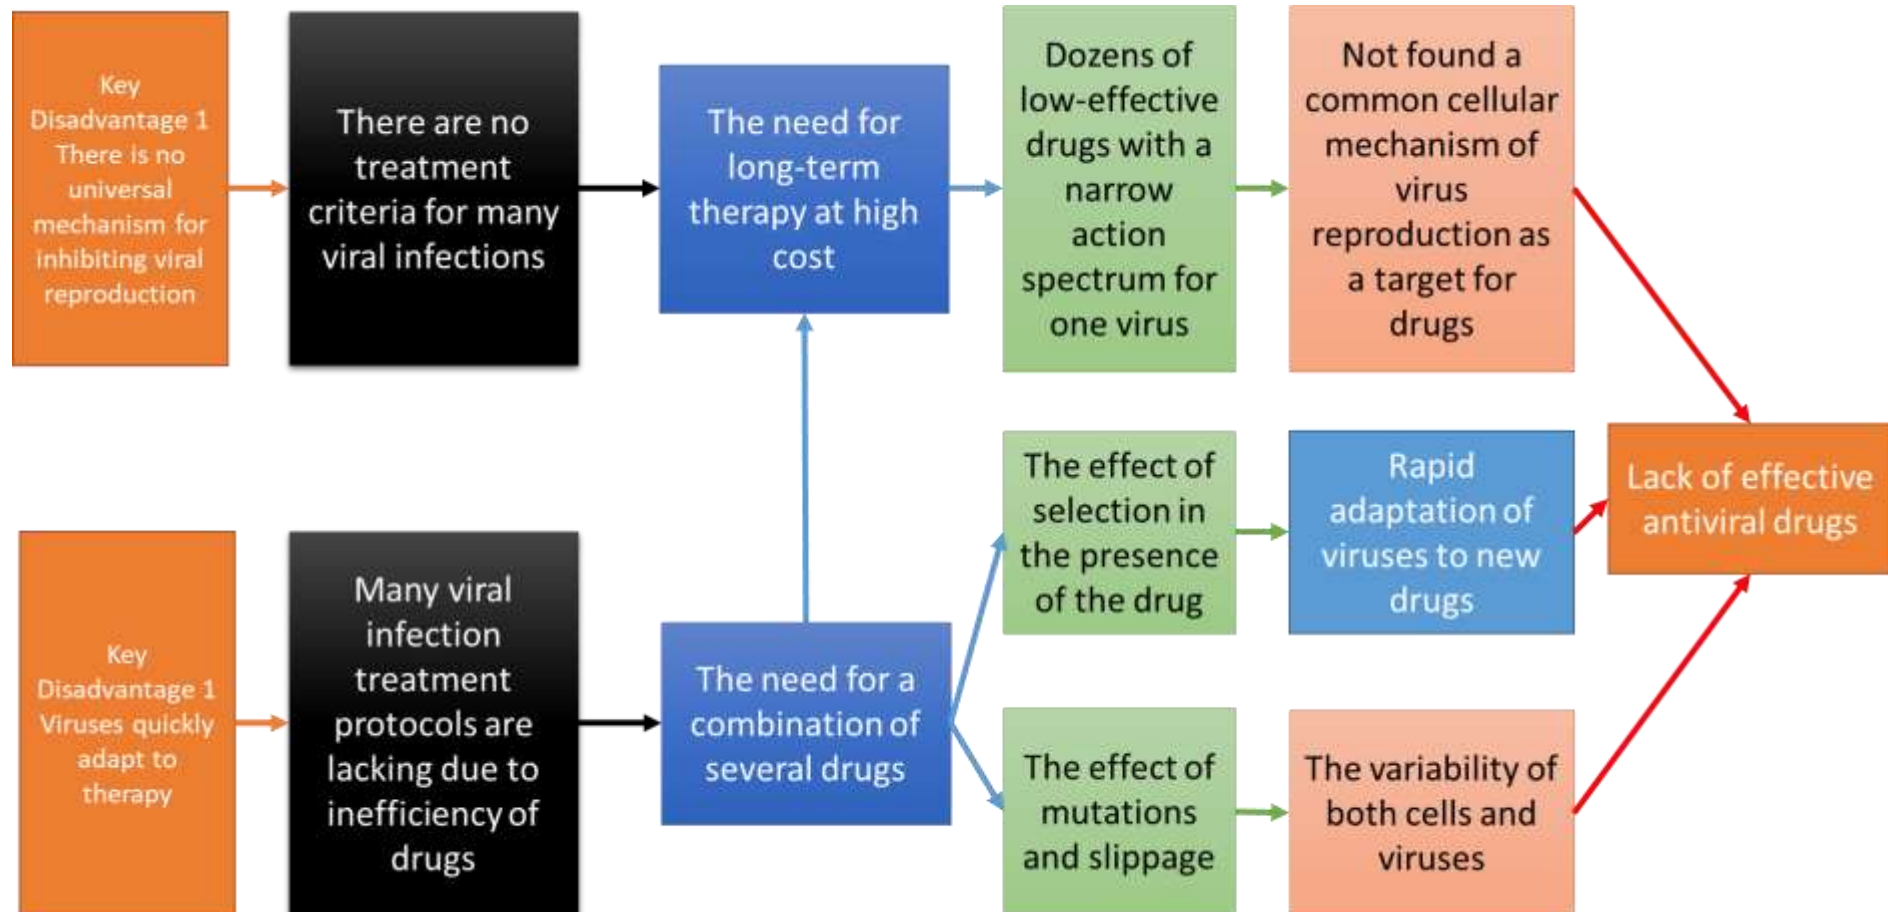 Key
Disadvantage 1
There is no
universal
mechanism for
inhibiting viral
reproduction
There are no
treatment
criteria for many
viral infections
The need for
long-term
therapy at high
cost
Dozens of
low-effective
drugs with a
narrow
action
spectrum for
one virus
Not found a
common cellular
mechanism of
virus
reproduction as
a target for
drugs
Key
Disadvantage 1
Viruses quickly
adapt to
therapy
Many viral
infection
treatment
protocols are
lacking due to
inefficiency of
drugs
The need for a
combination of
several drugs
The effect of
selection in
the presence
of the drug
Rapid
adaptation of
viruses to new
drugs
The effect of
mutations
and slippage
The variability of
both cells and
viruses
Lack of effective
antiviral drugs